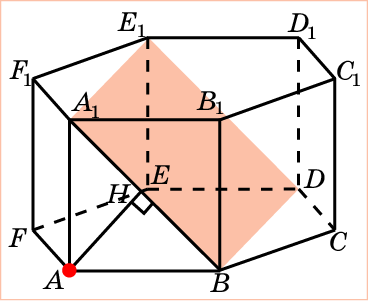 E₁ D₁
F₁ C₁
A₁ B₁
H E D
F C
A B